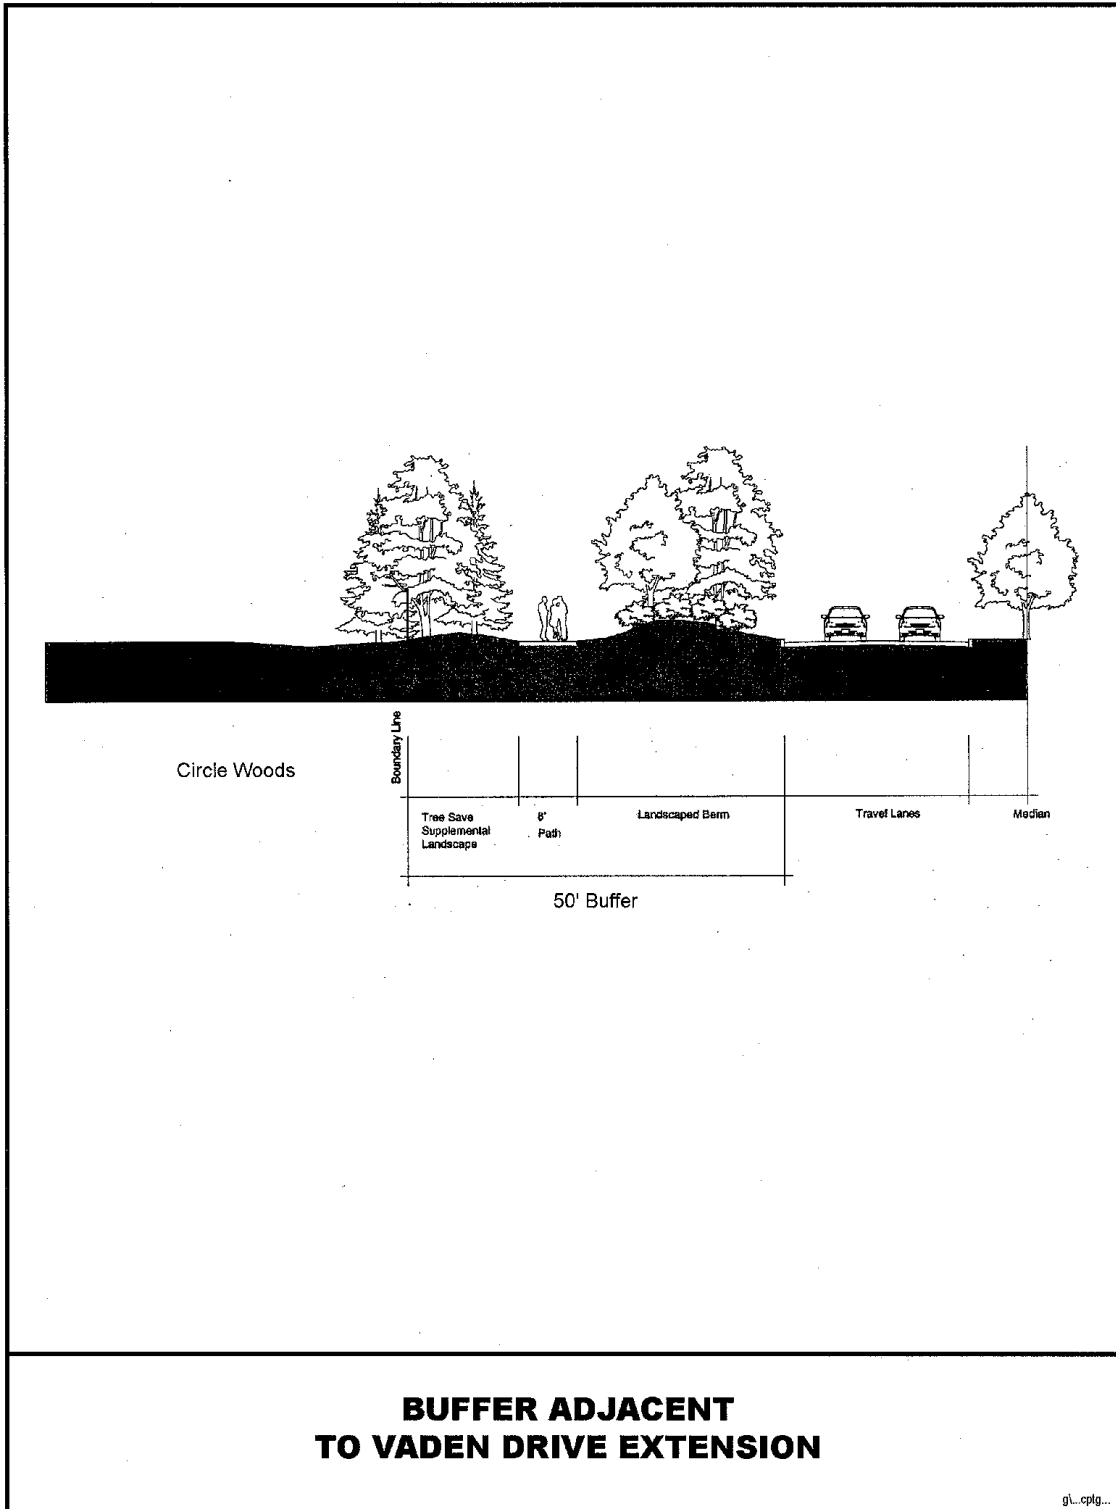 Boundary Line
Circle Woods
Tree Save
Supplemental
Landscape
8'
Path
Landscaped Berm
Travel Lanes
Median
50' Buffer
BUFFER ADJACENT
TO VADEN DRIVE EXTENSION
g\...cplg...